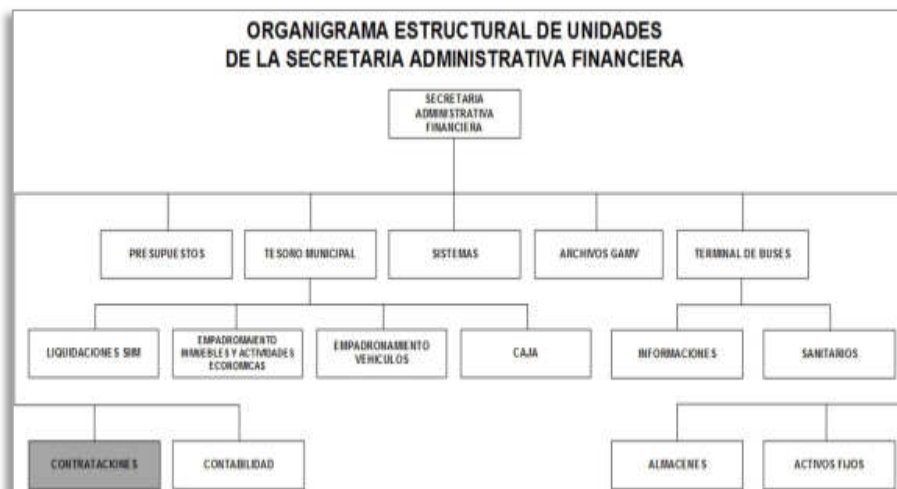 ORGANIGRAMA ESTRUCTURAL DE UNIDADES
DE LA SECRETARIA ADMINISTRATIVA FINANCIERA
SECRETARIA
ADMINISTRATIVA
FINANCIERA
PRESUPUESTOS
TESORO MUNICIPAL
SISTEMAS
ARCHIVOS GAMV
TERMINAL DE BUSES
LIQUIDACIONES SIIM
EMPADRONAMIENTO
INMUEBLES Y ACTIVIDADES
ECONOMICAS
EMPADRONAMIENTO
VEHICULOS
CAJA
INFORMACIONES
SANITARIOS
CONTRATACIONES
CONTABILIDAD
ALMACENES
ACTIVOS FIJOS